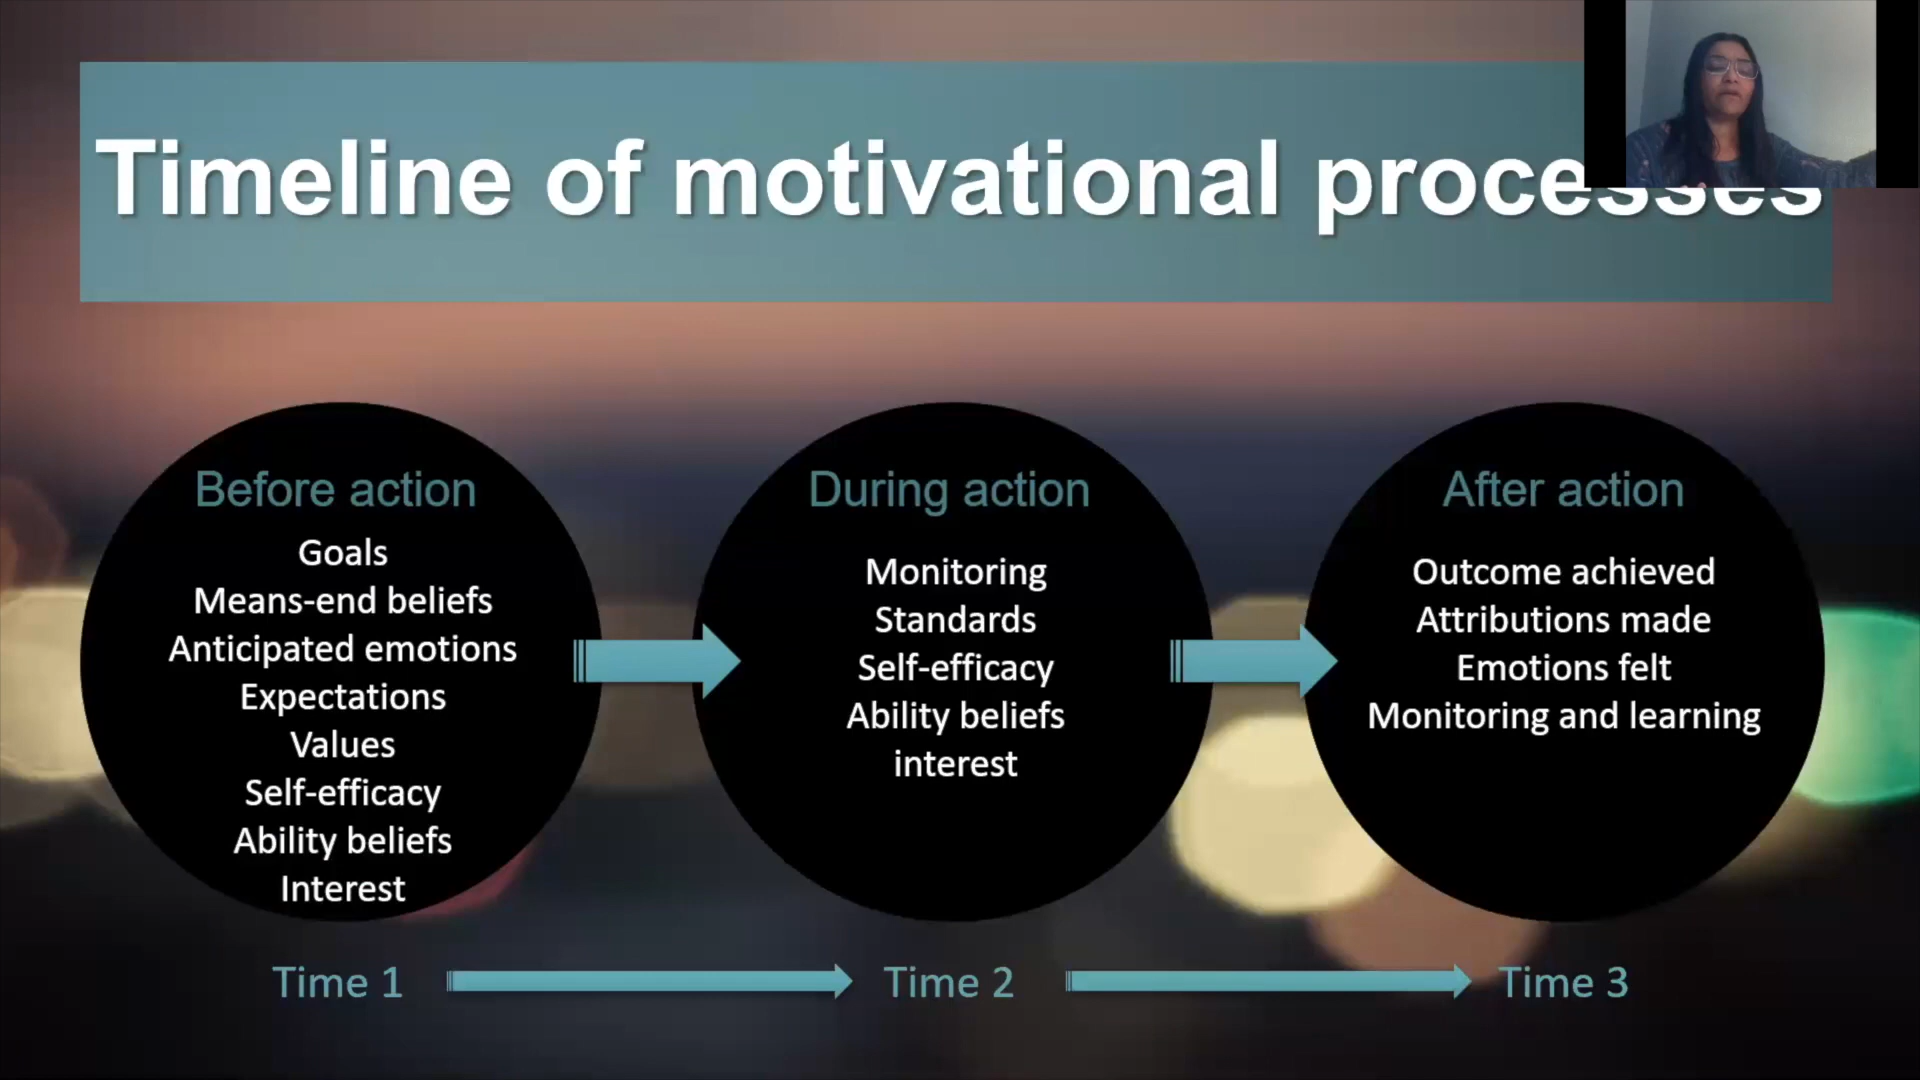 Timeline of motivational processes
Before action
Goals
Means-end beliefs
Anticipated emotions
Expectations
Values
Self-efficacy
Ability beliefs
Interest
During action
Monitoring
Standards
Self-efficacy
Ability beliefs
interest
After action
Outcome achieved
Attributions made
Emotions felt
Monitoring and learning
Time 1
Time 2
Time 3